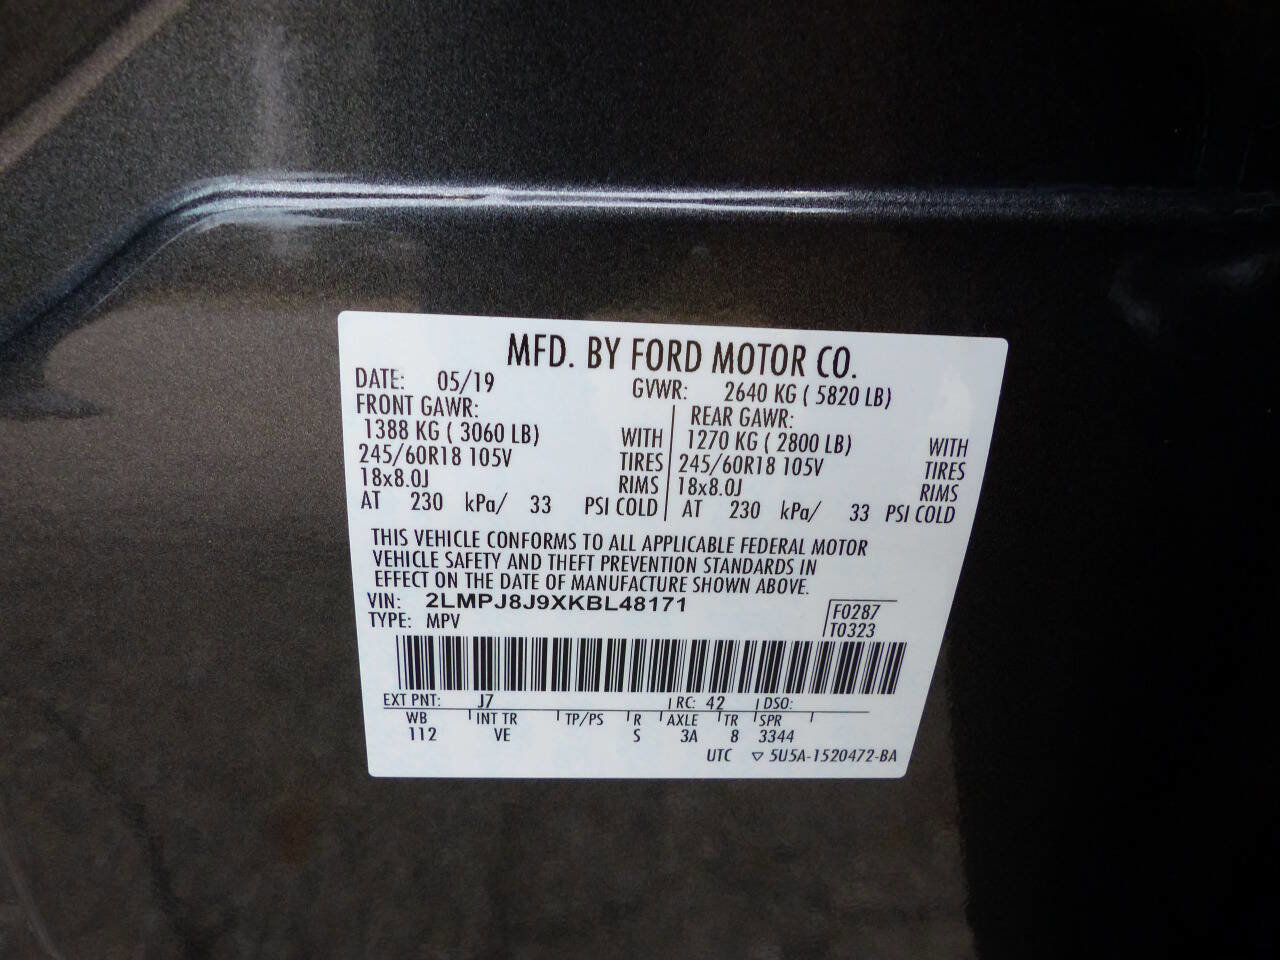 MFD. BY FORD MOTOR CO.
DATE: 05/19 GVWR: 2640 KG ( 5820 LB)
FRONT GAWR: REAR GAWR:
1388 KG ( 3060 LB) WITH 1270 KG ( 2800 LB) WITH
245/60R18 105V TIRES 245/60R18 105V TIRES
18x8.0J RIMS 18x8.0J RIMS
AT 230 kPa/ 33 PSI COLD AT 230 kPa/ 33 PSI COLD
THIS VEHICLE CONFORMS TO ALL APPLICABLE FEDERAL MOTOR
VEHICLE SAFETY AND THEFT PREVENTION STANDARDS IN
EFFECT ON THE DATE OF MANUFACTURE SHOWN ABOVE.
VIN: 2LMPJ8J9XKBL48171 F0287
TYPE: MPV T0323
EXT PNT: J7 RC: 42 DSO:
WB INT TR TP/PS R AXLE TR SPR
112 VE S 3A 8 3344
UTC ▽ 5U5A-1520472-BA